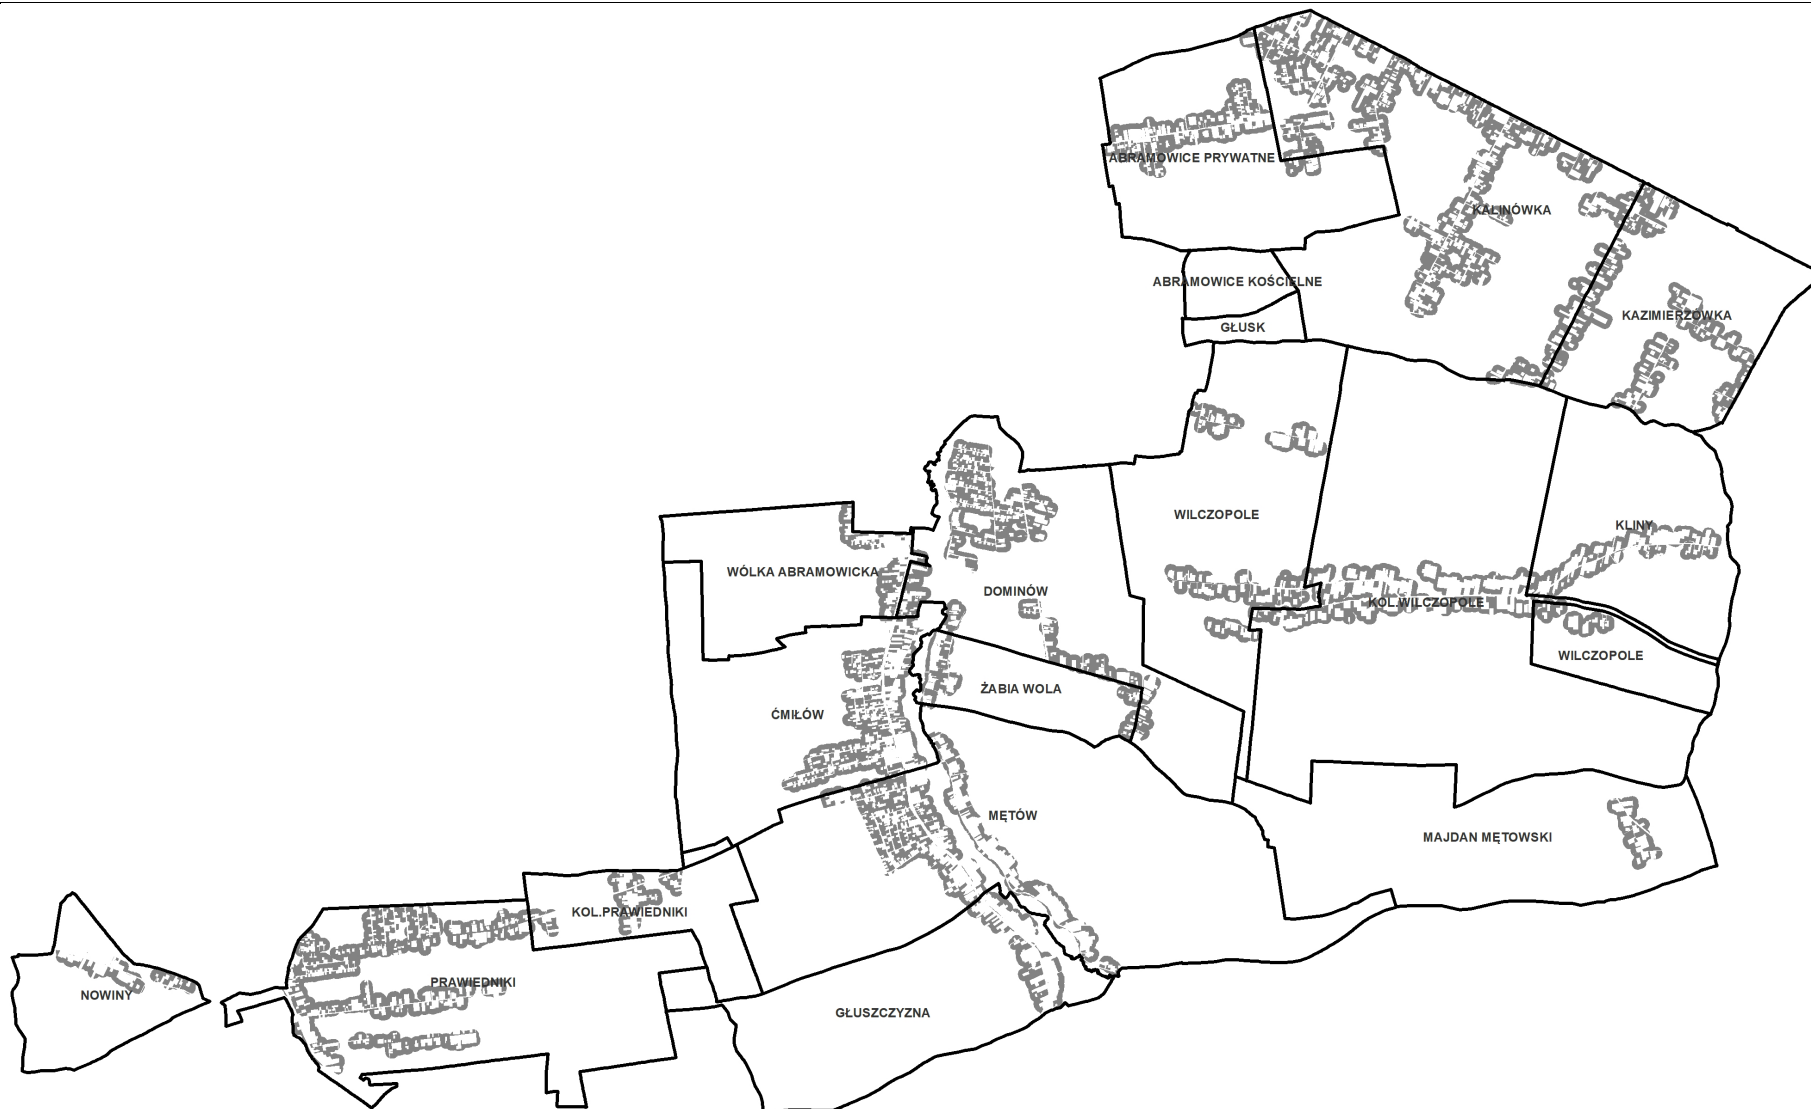 ABRAMOWICE PRYWATNE
KALINÓWKA
ABRAMOWICE KOŚCIELNE
KAZIMIERZÓWKA
GŁUSK
WILCZOPOLE
KLINY
WÓLKA ABRAMOWICKA
DOMINÓW
KOL.WILCZOPOLE
WILCZOPOLE
ŻABIA WOLA
ĆMIŁÓW
MĘTÓW
MAJDAN MĘTOWSKI
KOL.PRAWIEDNIKI
PRAWIEDNIKI
NOWINY
GŁUSZCZYZNA